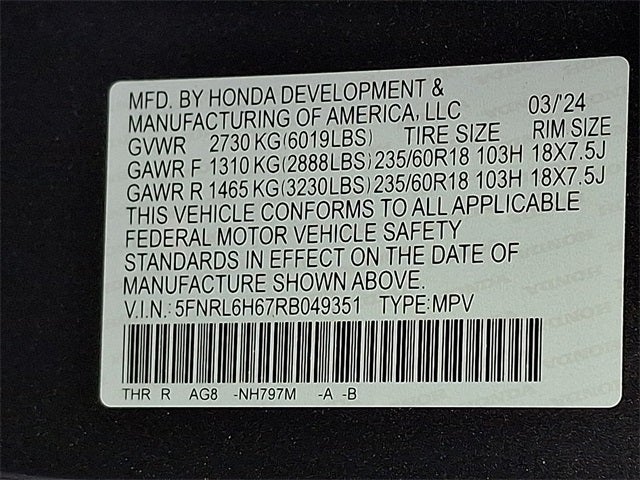 MFD. BY HONDA DEVELOPMENT &
MANUFACTURING OF AMERICA, LLC 03/'24
GVWR 2730 KG(6019LBS) TIRE SIZE RIM SIZE
GAWR F 1310 KG(2888LBS) 235/60R18 103H 18X7.5J
GAWR R 1465 KG(3230LBS) 235/60R18 103H 18X7.5J
THIS VEHICLE CONFORMS TO ALL APPLICABLE
FEDERAL MOTOR VEHICLE SAFETY
STANDARDS IN EFFECT ON THE DATE OF
MANUFACTURE SHOWN ABOVE.
V.I.N.: 5FNRL6H67RB049351 TYPE:MPV
THR R AG8 -NH797M -A -B